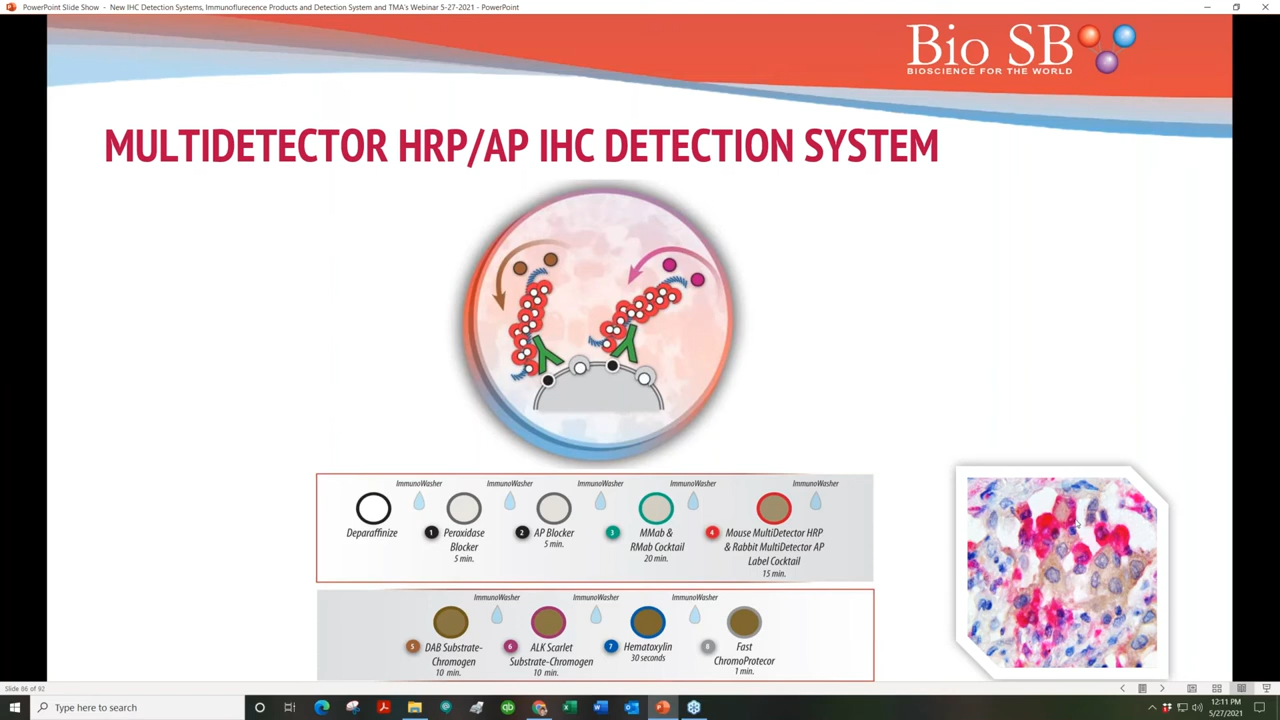 PowerPoint Slide Show - New IHC Detection Systems, Immunoflurecence Products and Detection System and TMA's Webinar 5-27-2021 - PowerPoint
Bio SB
BIOSCIENCE FOR THE WORLD
MULTIDETECTOR HRP/AP IHC DETECTION SYSTEM
ImmunoWasher ImmunoWasher ImmunoWasher ImmunoWasher ImmunoWasher
Deparaffinize
1 Peroxidase
Blocker
5 min.
2 AP Blocker
5 min.
3 MMab &
RMab Cocktail
20 min.
4 Mouse MultiDetector HRP
& Rabbit MultiDetector AP
Label Cocktail
15 min.
ImmunoWasher ImmunoWasher ImmunoWasher
5 DAB Substrate-
Chromogen
10 min.
6 ALK Scarlet
Substrate-Chromogen
10 min.
7 Hematoxylin
30 seconds
8 Fast
ChromoProtecor
1 min.
Slide 86 of 92
Type here to search
12:11 PM
5/27/2021